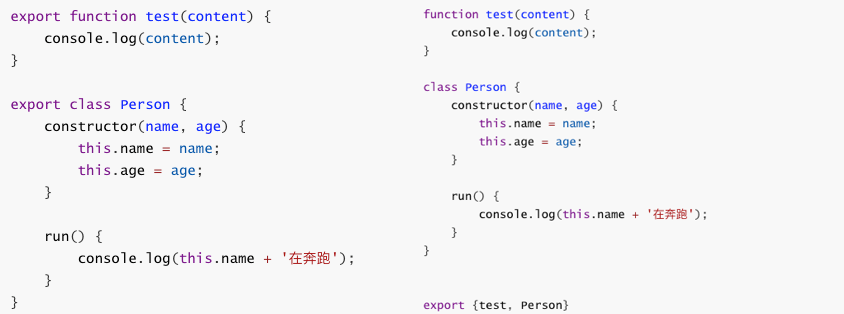 export function test(content) {
    console.log(content);
}
export class Person {
    constructor(name, age) {
        this.name = name;
        this.age = age;
    }
    run() {
        console.log(this.name + '在奔跑');
    }
}
function test(content) {
    console.log(content);
}
class Person {
    constructor(name, age) {
        this.name = name;
        this.age = age;
    }
    run() {
        console.log(this.name + '在奔跑');
    }
}
export {test, Person}